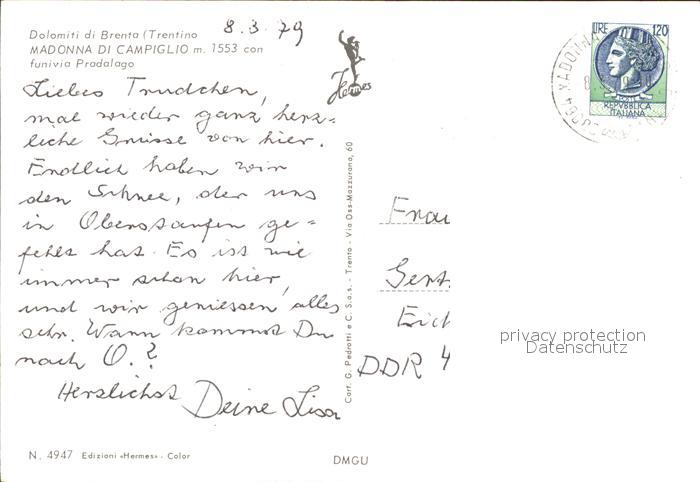 Dolomiti di Brenta (Trentino
MADONNA DI CAMPIGLIO m. 1553 con
funivia Pradalago
8.3.79
Hermes
Liebes Trudchen,
mal wieder ganz herz=
liche Grüsse von hier.
Endlich haben wir
den Schnee, der uns
in Oberstaufen ge=
fehlt hat. Es ist wie
immer schön hier,
und wir geniessen alles
sehr. Wann kommst Du
nach O.?
Herzlichst Deine Lisa
N. 4947 Edizioni «Hermes» - Color
Cart. G. Pedrotti e C. S.a.s. - Trento - Via Oss-Mazzurana, 60
DMGU
LIRE 120
POSTE
REPVBBLICA
ITALIANA
Frau
DDR 4
privacy protection
Datenschutz